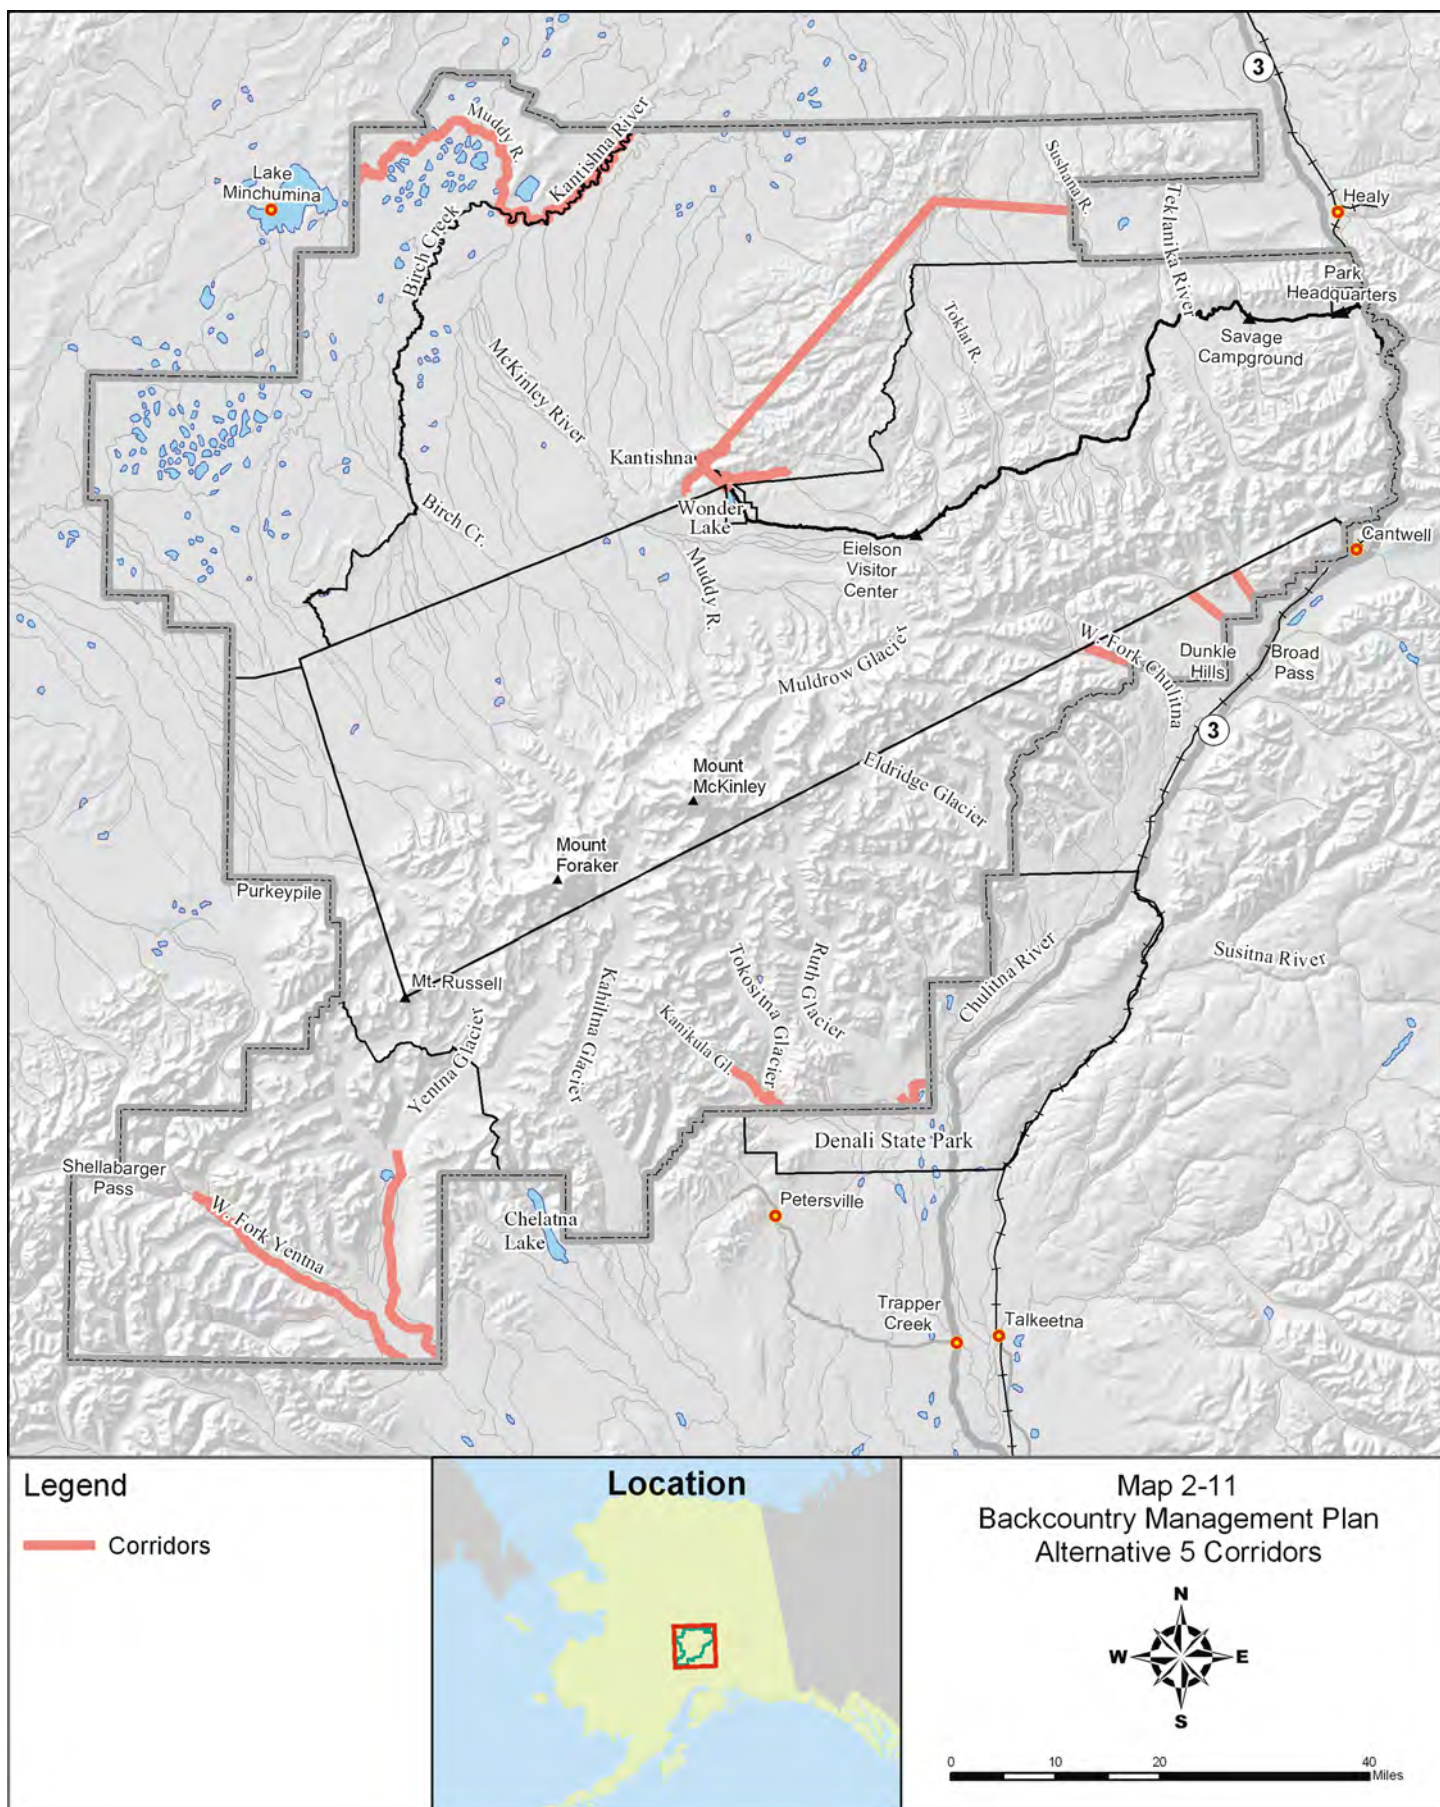 3
Muddy R.
Kantishna River
Lake
Minchumina
Sushana R.
Teklanika River
Healy
Birch Creek
Park
Headquarters
Toklat R.
Savage
Campground
McKinley River
Kantishna
Birch Cr.
Wonder
Lake
Cantwell
Eielson
Visitor
Center
Muddy R.
W. Fork Chulitna
Dunkle
Hills
Broad
Pass
Muldrow Glacier
3
Mount
McKinley
Eldridge Glacier
Mount
Foraker
Purkeypile
Mt. Russell
Chulitna River
Susitna River
Kahiltna Glacier
Tokositna Glacier
Ruth Glacier
Kanikula Gl.
Yentna Glacier
Denali State Park
Shellabarger
Pass
W. Fork Yentna
Chelatna
Lake
Petersville
Trapper
Creek
Talkeetna
Legend
Corridors
Location
Map 2-11
Backcountry Management Plan
Alternative 5 Corridors
N
W
E
S
0 10 20 40
Miles